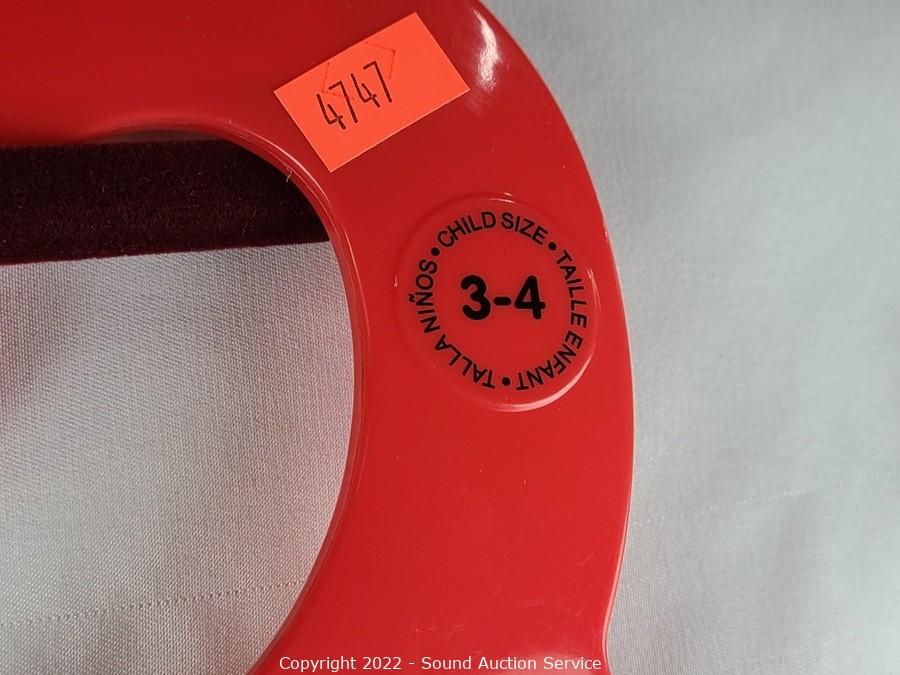 4747
CHILD SIZE • TAILLE ENFANT • TALLA NIÑOS •
3-4
Copyright 2022 - Sound Auction Service